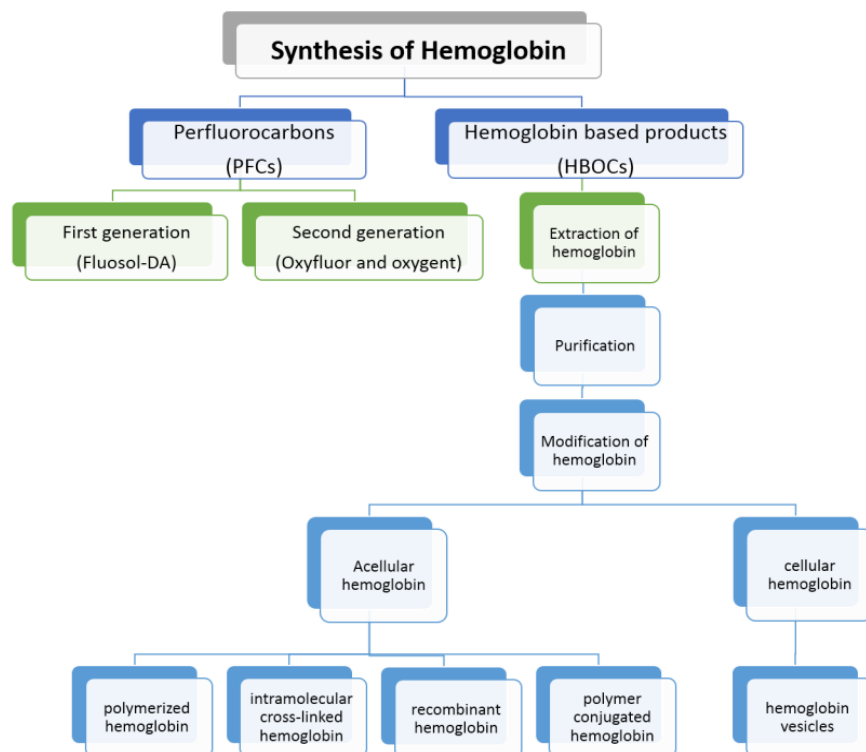 Synthesis of Hemoglobin
Perfluorocarbons
(PFCs)
Hemoglobin based products
(HBOCs)
First generation
(Fluosol-DA)
Second generation
(Oxyfluor and oxygent)
Extraction of
hemoglobin
Purification
Modification of
hemoglobin
Acellular
hemoglobin
cellular
hemoglobin
polymerized
hemoglobin
intramolecular
cross-linked
hemoglobin
recombinant
hemoglobin
polymer
conjugated
hemoglobin
hemoglobin
vesicles